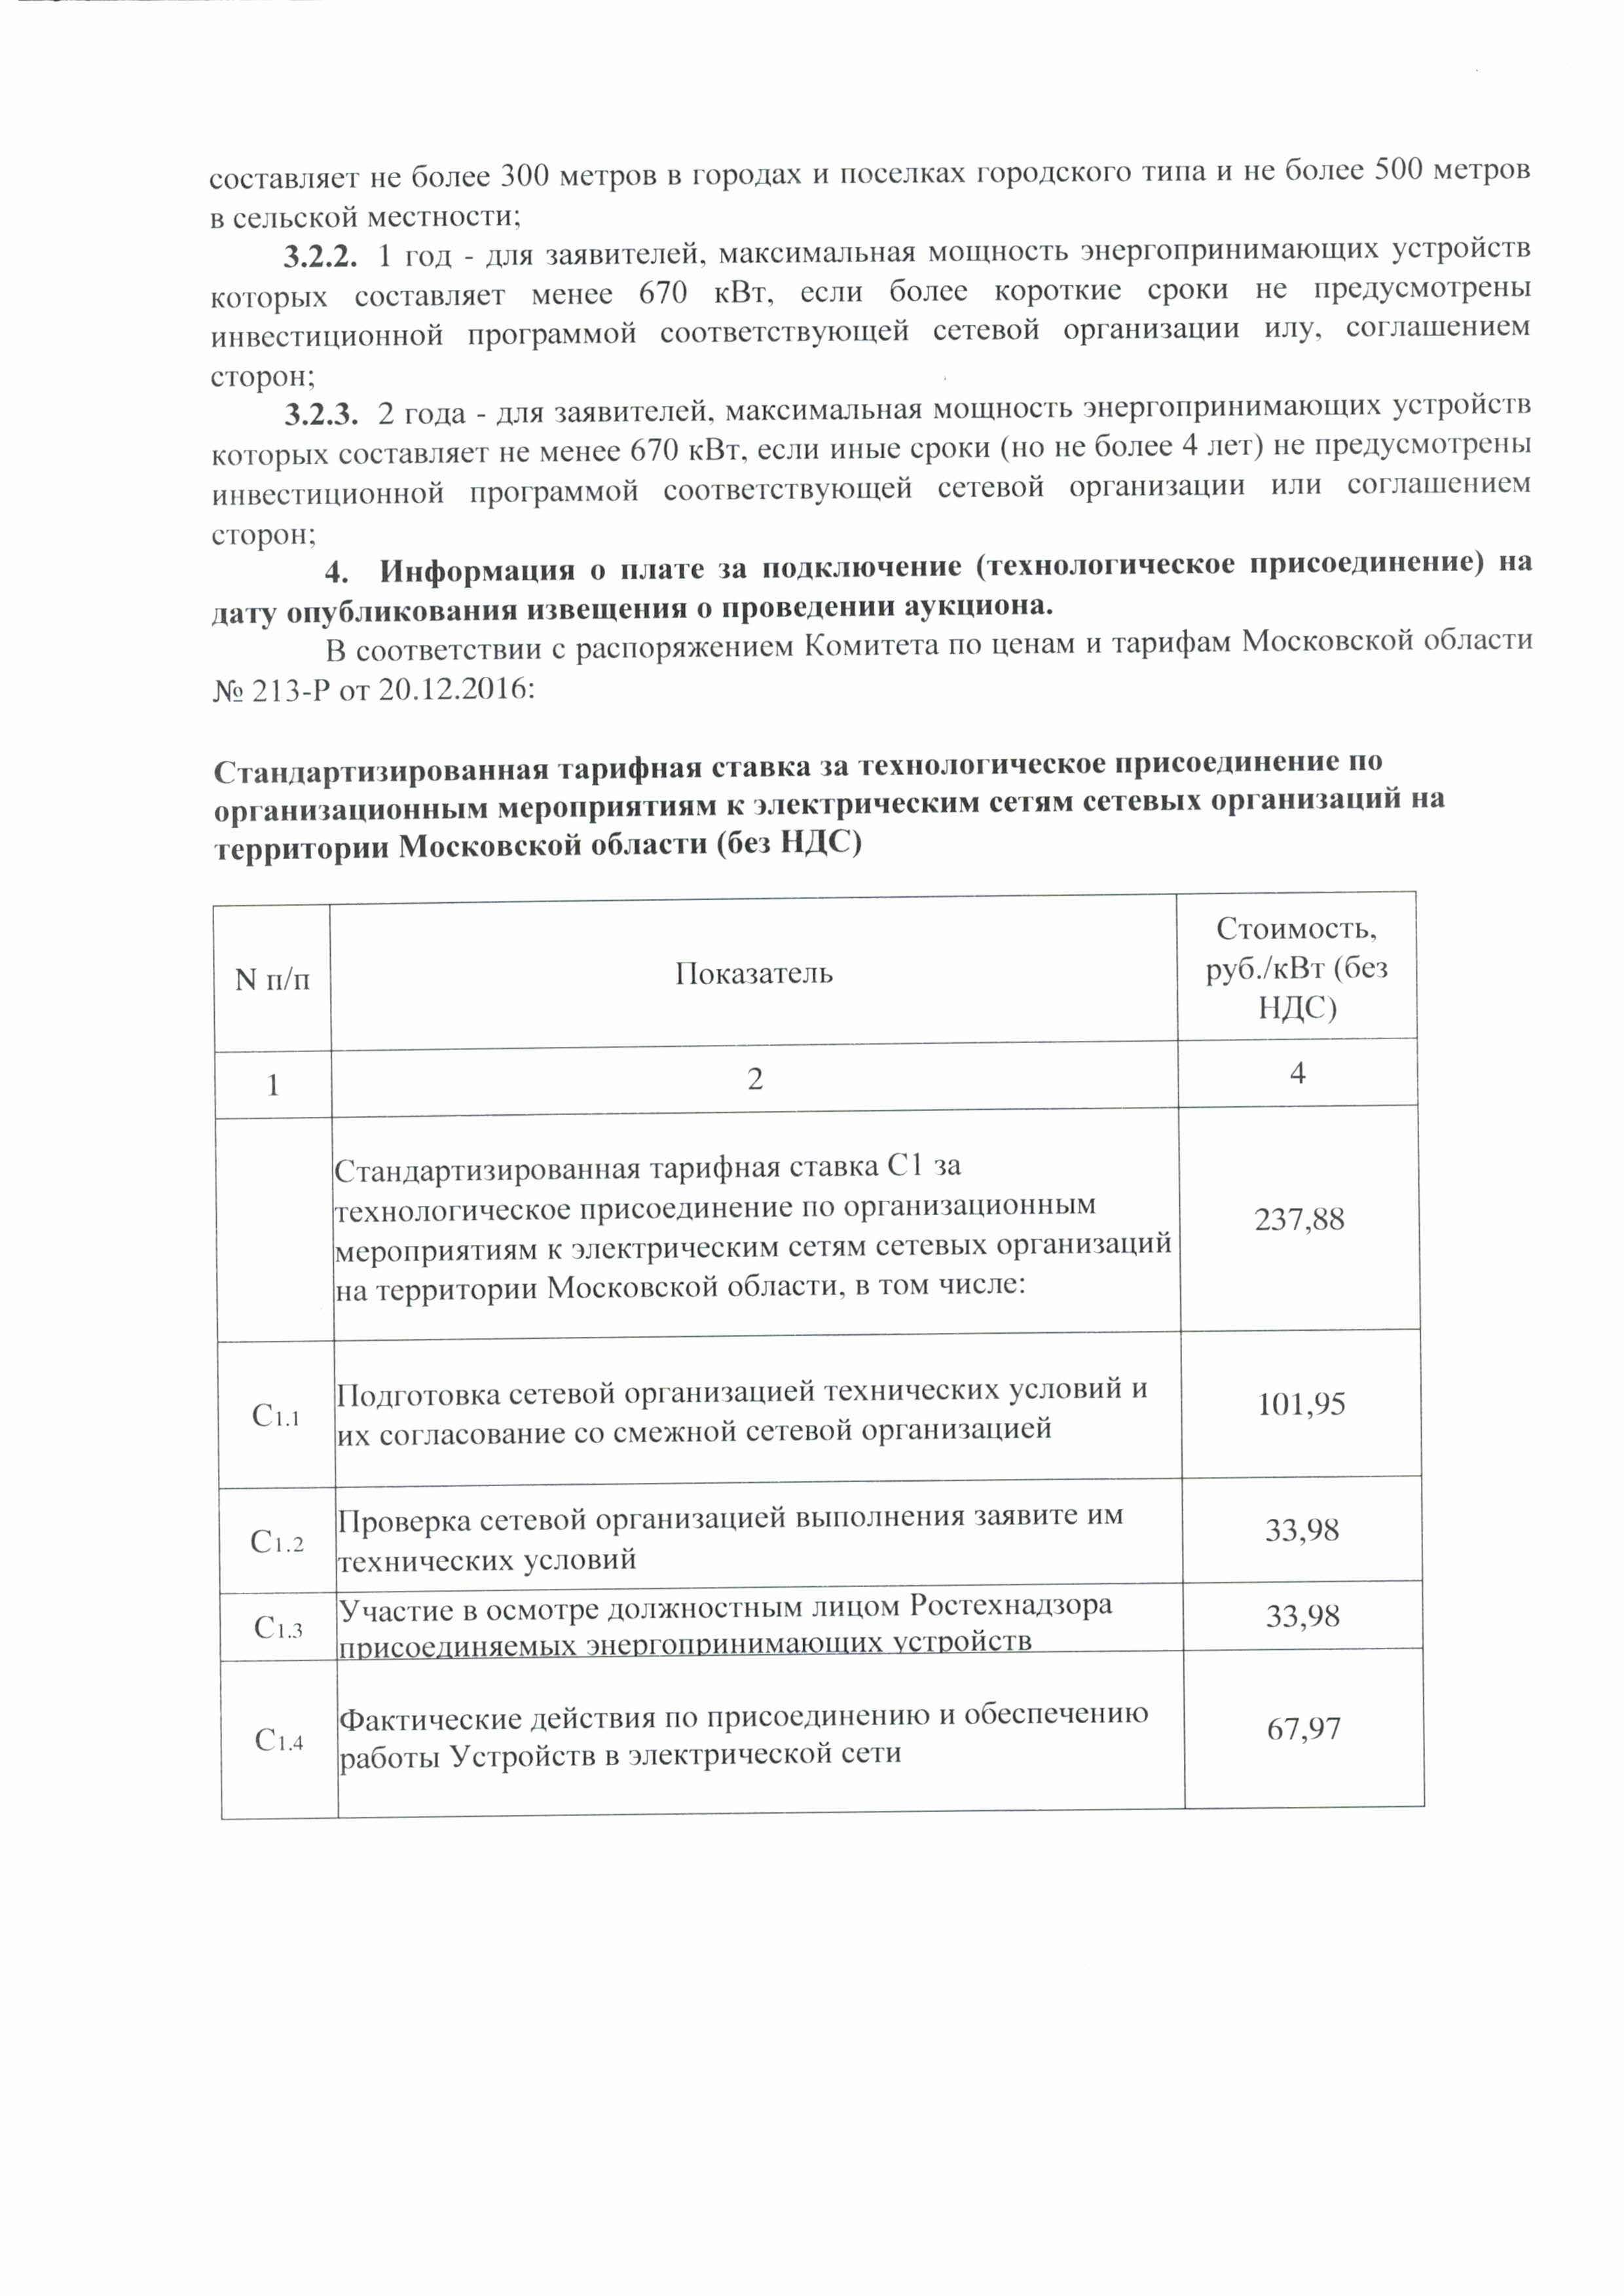 составляет не более 300 метров в городах и поселках городского типа и не более 500 метров
в сельской местности;
3.2.2. 1 год - для заявителей, максимальная мощность энергопринимающих устройств
которых составляет менее 670 кВт, если более короткие сроки не предусмотрены
инвестиционной программой соответствующей сетевой организации илу, соглашением
сторон;
3.2.3. 2 года - для заявителей, максимальная мощность энергопринимающих устройств
которых составляет не менее 670 кВт, если иные сроки (но не более 4 лет) не предусмотрены
инвестиционной программой соответствующей сетевой организации или соглашением
сторон;
4. Информация о плате за подключение (технологическое присоединение) на
дату опубликования извещения о проведении аукциона.
В соответствии с распоряжением Комитета по ценам и тарифам Московской области
№ 213-Р от 20.12.2016:
Стандартизированная тарифная ставка за технологическое присоединение по
организационным мероприятиям к электрическим сетям сетевых организаций на
территории Московской области (без НДС)
N п/п
Показатель
Стоимость,
руб./кВт (без
НДС)
1
2
4
Стандартизированная тарифная ставка С1 за
технологическое присоединение по организационным
мероприятиям к электрическим сетям сетевых организаций
на территории Московской области, в том числе:
237,88
С1.1
Подготовка сетевой организацией технических условий и
их согласование со смежной сетевой организацией
101,95
С1.2
Проверка сетевой организацией выполнения заявите им
технических условий
33,98
С1.3
Участие в осмотре должностным лицом Ростехнадзора
присоединяемых энергопринимающих устройств
33,98
С1.4
Фактические действия по присоединению и обеспечению
работы Устройств в электрической сети
67,97